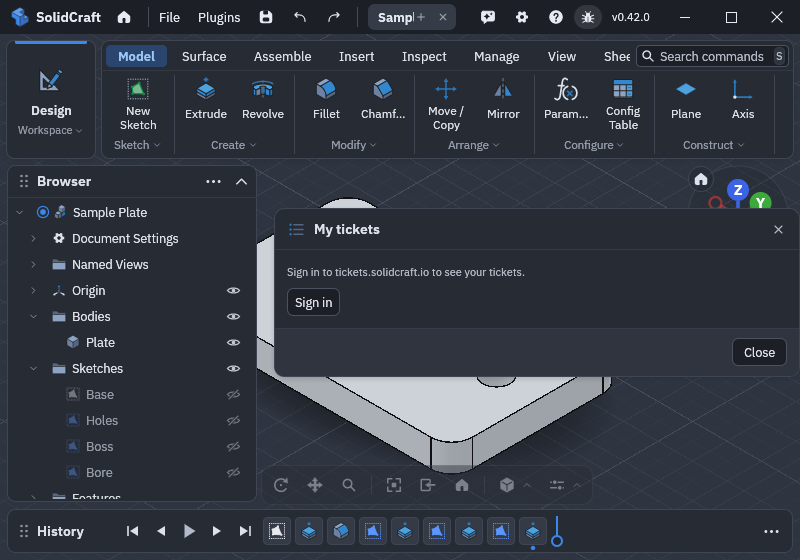 SolidCraft
File
Plugins
Sampl
v0.42.0
Design
Workspace
Model
Surface
Assemble
Insert
Inspect
Manage
View
Shee
Search commands
S
New
Sketch
Extrude
Revolve
Fillet
Chamf...
Move /
Copy
Mirror
Param...
Config
Table
Plane
Axis
Sketch
Create
Modify
Arrange
Configure
Construct
Browser
Sample Plate
Document Settings
Named Views
Origin
Bodies
Plate
Sketches
Base
Holes
Boss
Bore
Features
Z
Y
My tickets
Sign in to tickets.solidcraft.io to see your tickets.
Sign in
Close
History